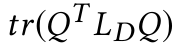 tr(Q^T L_D Q)